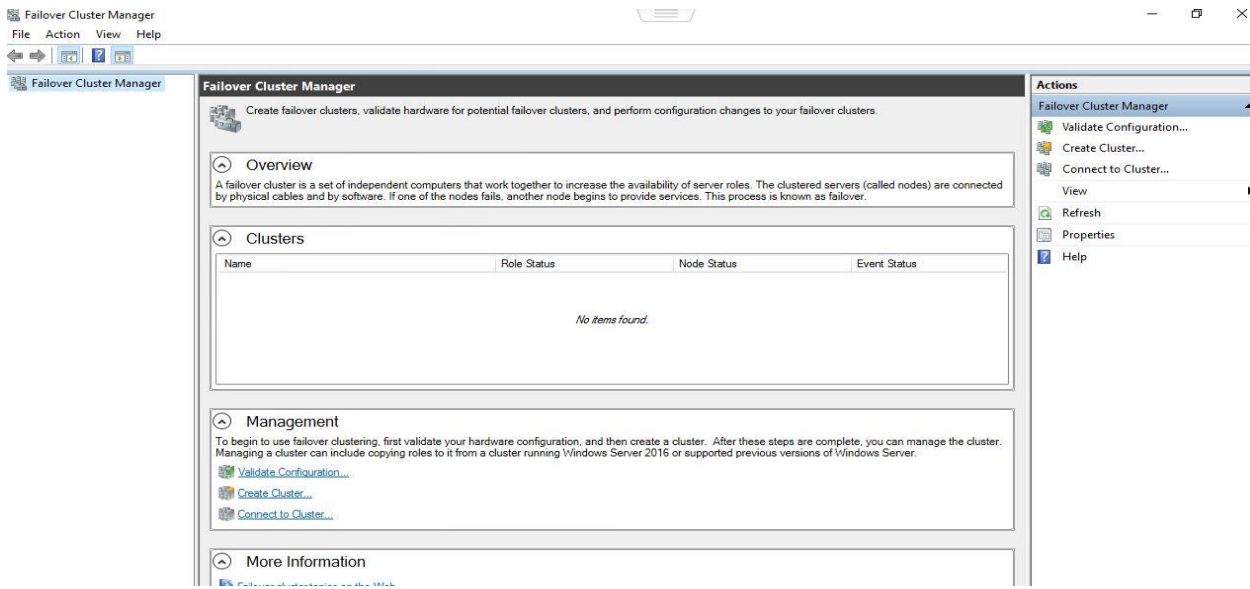 Failover Cluster Manager
File Action View Help
Failover Cluster Manager
Failover Cluster Manager
Create failover clusters, validate hardware for potential failover clusters, and perform configuration changes to your failover clusters.
Overview
A failover cluster is a set of independent computers that work together to increase the availability of server roles. The clustered servers (called nodes) are connected
by physical cables and by software. If one of the nodes fails, another node begins to provide services. This process is known as failover.
Clusters
Name Role Status Node Status Event Status
No items found.
Management
To begin to use failover clustering, first validate your hardware configuration, and then create a cluster. After these steps are complete, you can manage the cluster.
Managing a cluster can include copying roles to it from a cluster running Windows Server 2016 or supported previous versions of Windows Server.
Validate Configuration...
Create Cluster...
Connect to Cluster...
More Information
Failover cluster topics on the Web
Actions
Failover Cluster Manager
Validate Configuration...
Create Cluster...
Connect to Cluster...
View
Refresh
Properties
Help